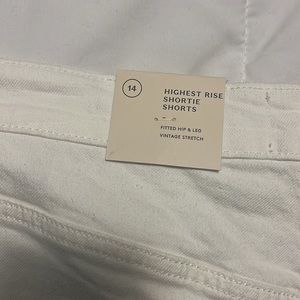 14
HIGHEST RISE
SHORTIE
SHORTS
FITTED HIP & LEG
VINTAGE STRETCH